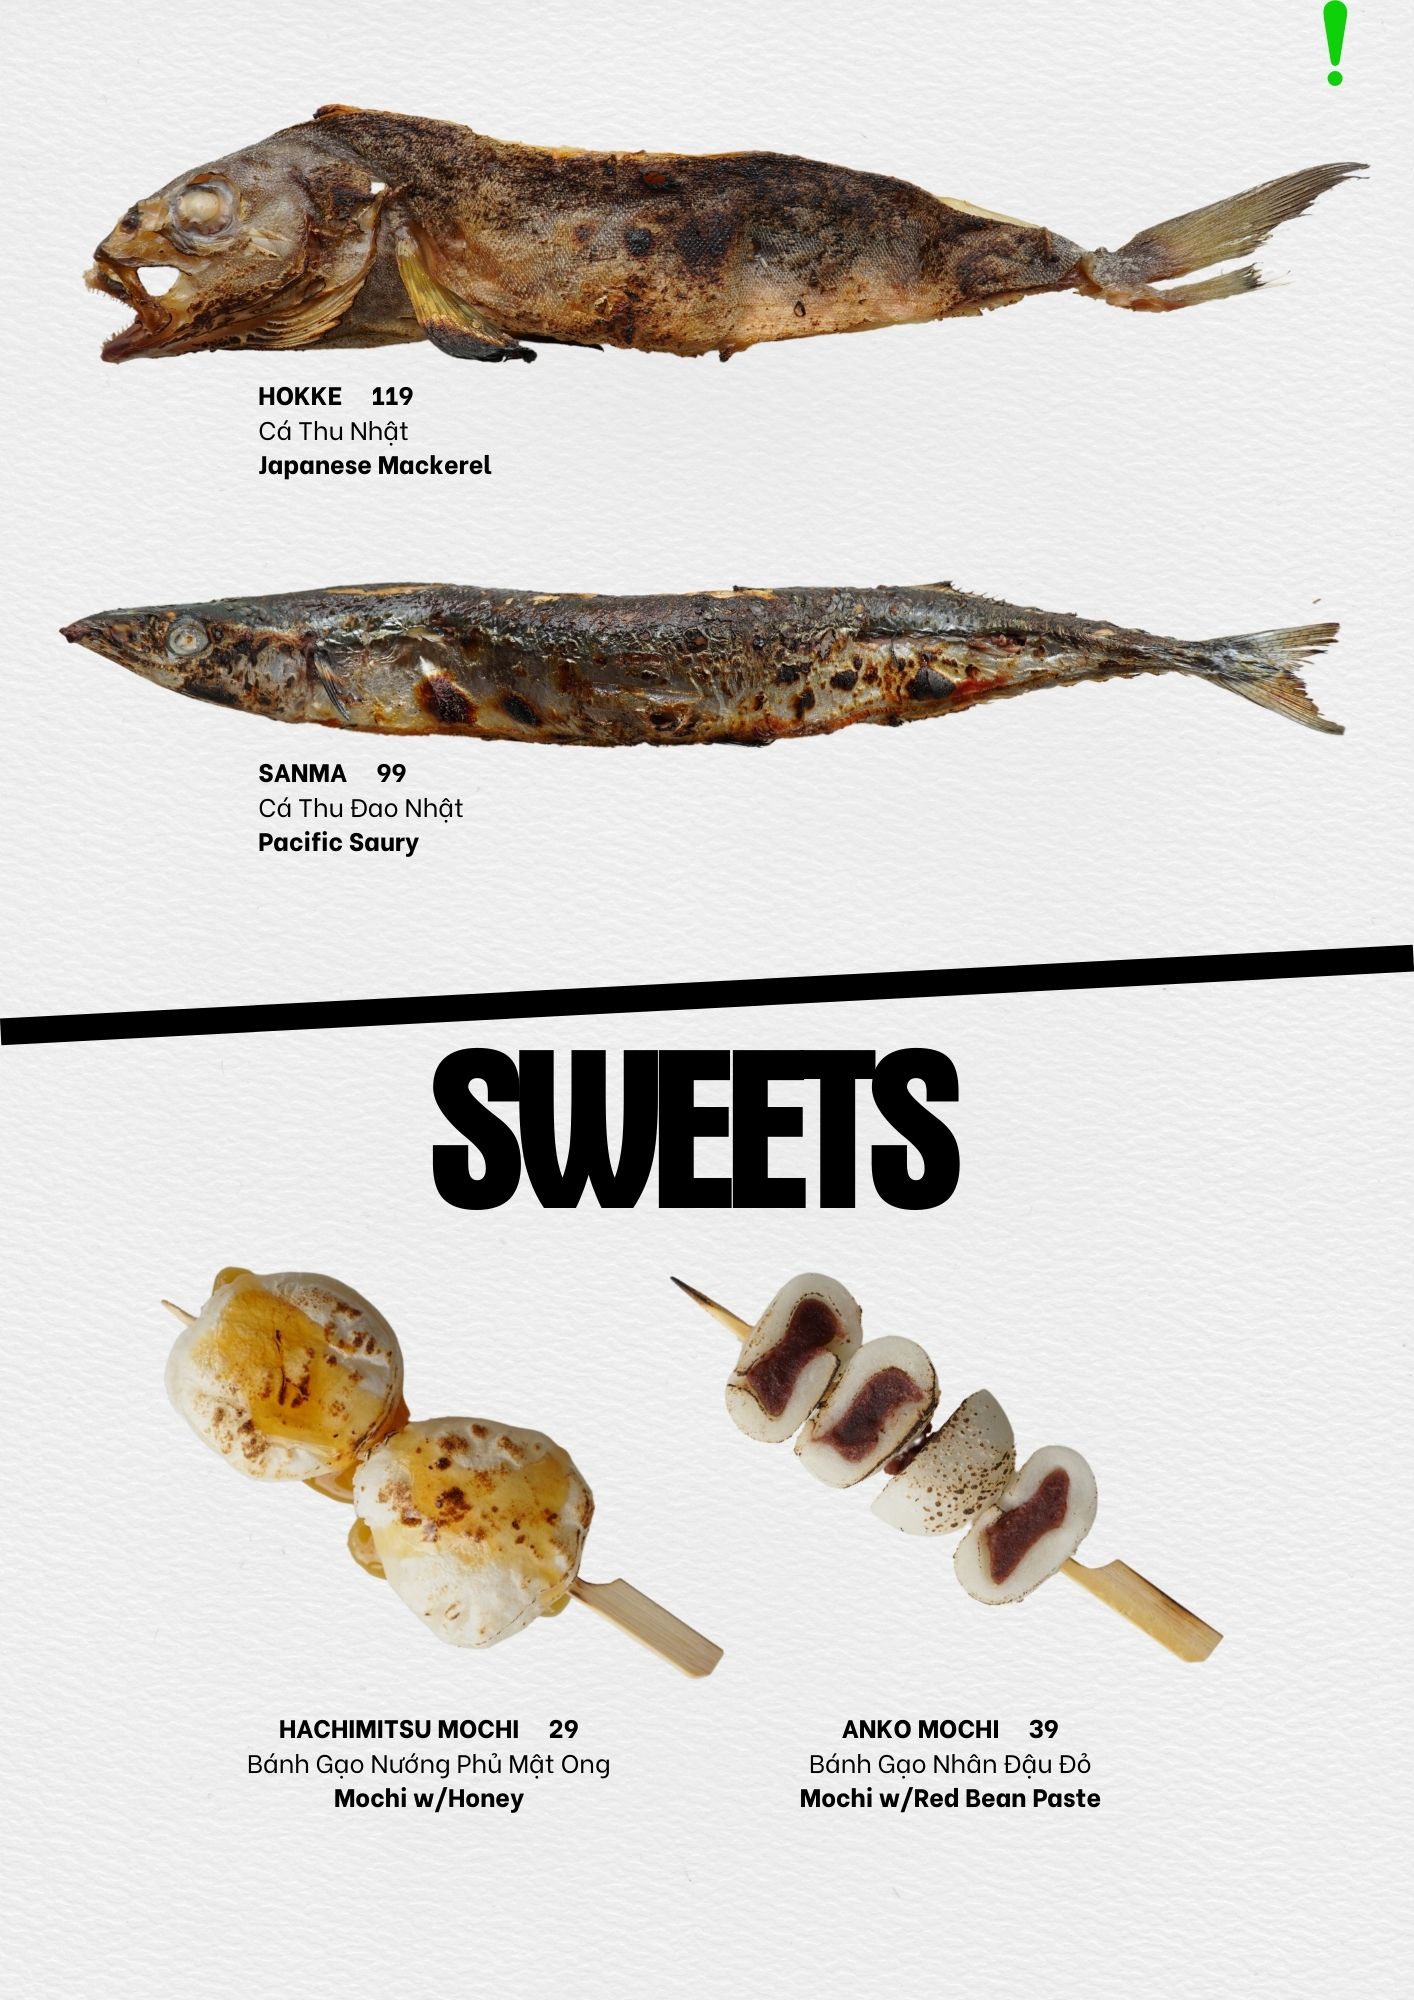 !
HOKKE 119
Cá Thu Nhật
Japanese Mackerel
SANMA 99
Cá Thu Đao Nhật
Pacific Saury
SWEETS
HACHIMITSU MOCHI 29
Bánh Gạo Nướng Phủ Mật Ong
Mochi w/Honey
ANKO MOCHI 39
Bánh Gạo Nhân Đậu Đỏ
Mochi w/Red Bean Paste